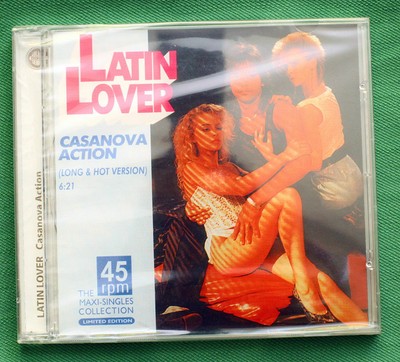 LATIN
LOVER
CASANOVA
ACTION
(LONG & HOT VERSION)
6:21
45
rpm
THE
MAXI-SINGLES
COLLECTION
LIMITED EDITION
LATIN LOVER Casanova Action